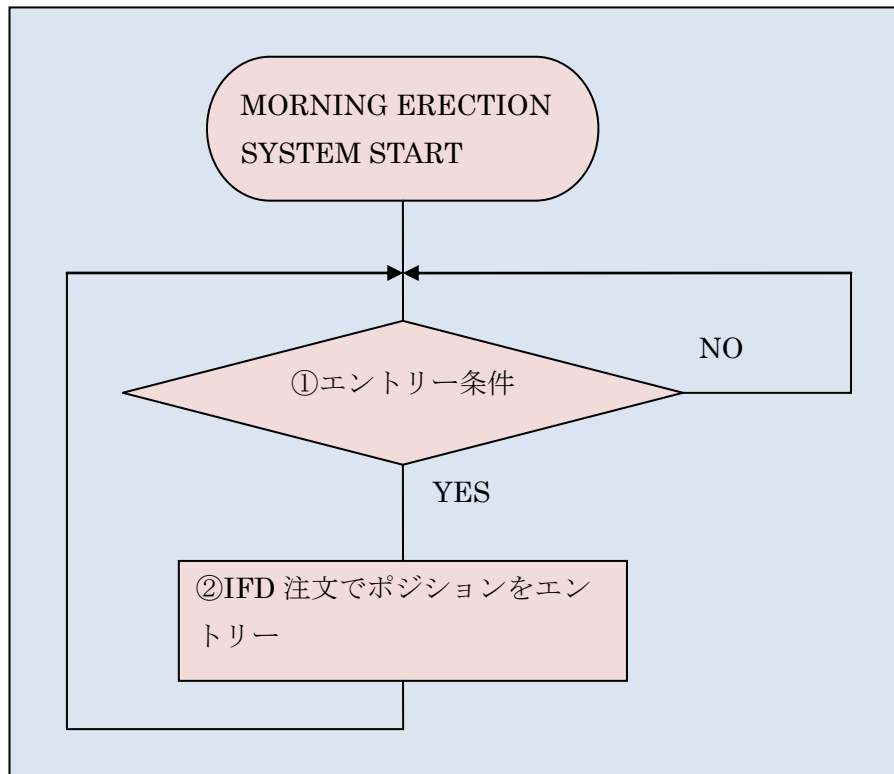 MORNING ERECTION
SYSTEM START
①エントリー条件
NO
YES
②IFD 注文でポジションをエン
トリー